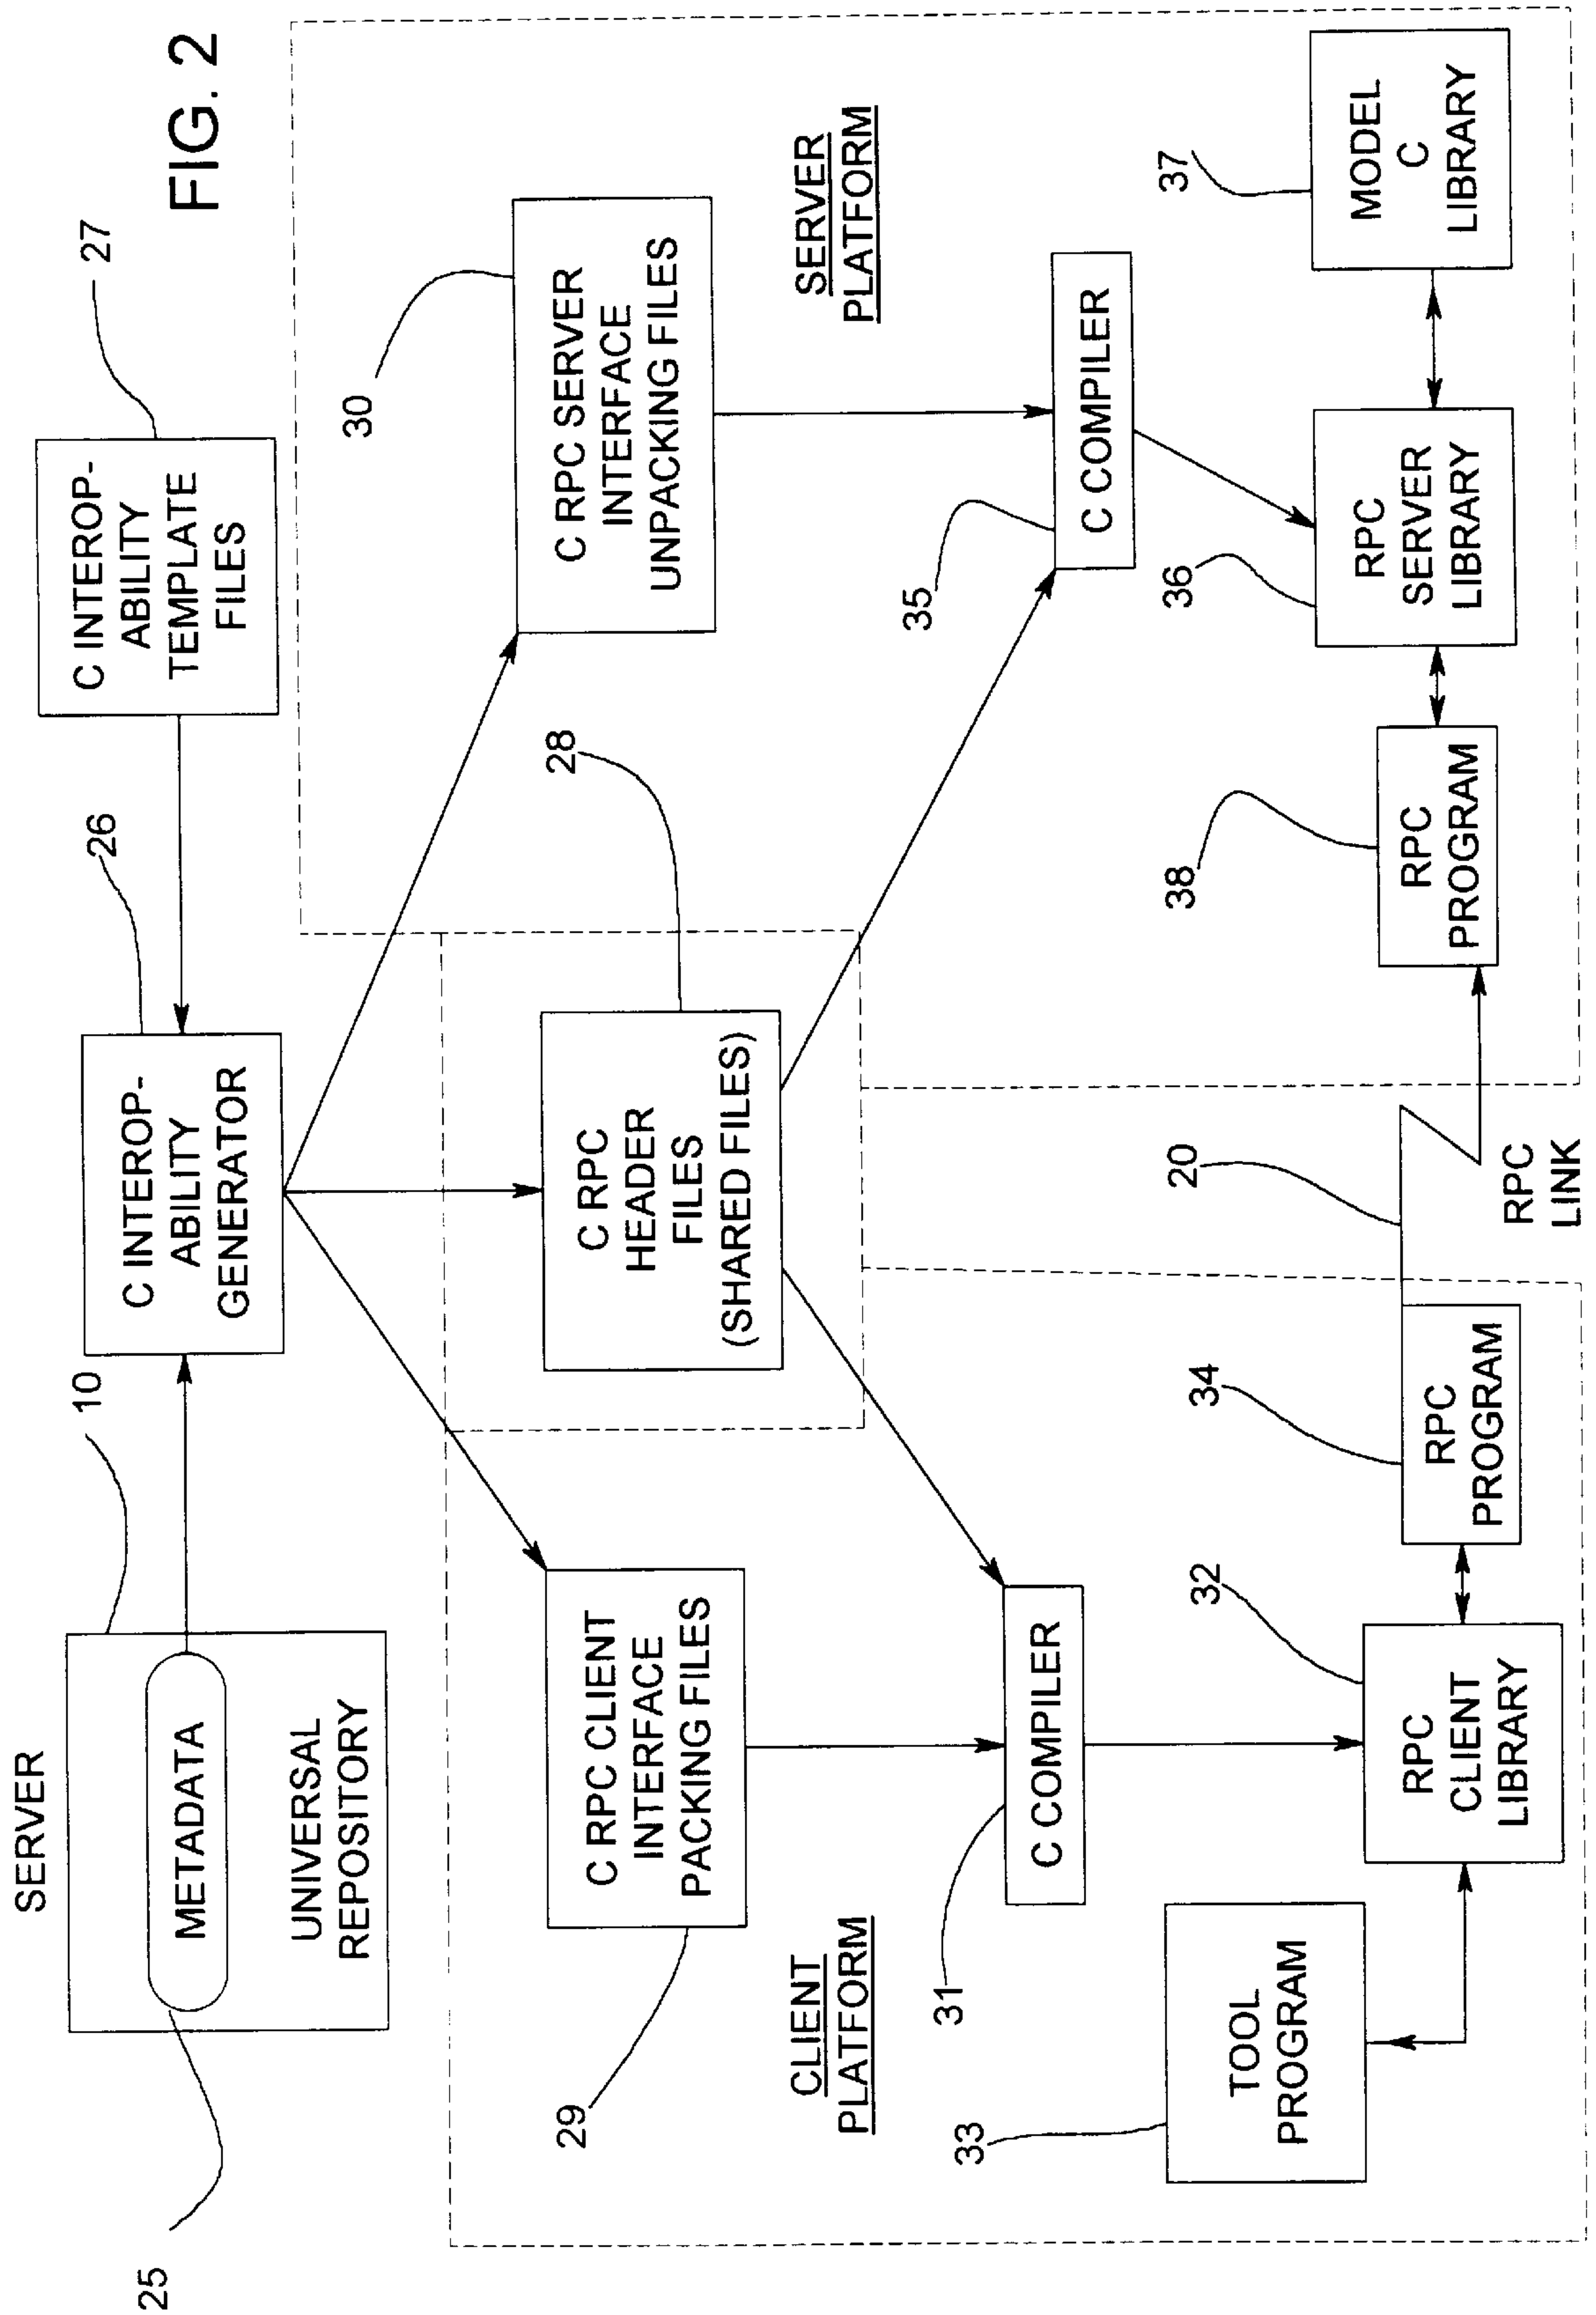 FIG. 2
SERVER
METADATA
UNIVERSAL
REPOSITORY
25
10
C INTEROP-
ABILITY
GENERATOR
26
C INTEROP-
ABILITY
TEMPLATE
FILES
27
C RPC CLIENT
INTERFACE
PACKING FILES
29
C RPC
HEADER
FILES
(SHARED FILES)
28
C RPC SERVER
INTERFACE
UNPACKING FILES
30
CLIENT
PLATFORM
SERVER
PLATFORM
C COMPILER
31
C COMPILER
35
TOOL
PROGRAM
33
RPC
CLIENT
LIBRARY
32
RPC
PROGRAM
34
20
RPC
LINK
RPC
PROGRAM
38
RPC
SERVER
LIBRARY
36
MODEL
C
LIBRARY
37